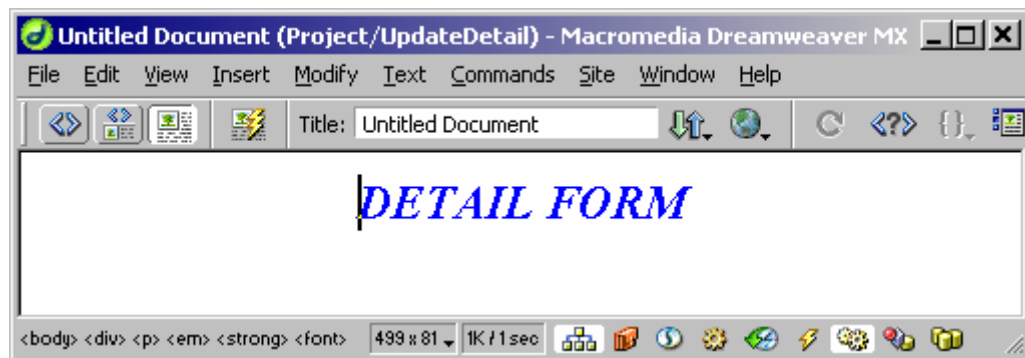 Untitled Document (Project/UpdateDetail) - Macromedia Dreamweaver MX
File Edit View Insert Modify Text Commands Site Window Help
Title: Untitled Document
DETAIL FORM
<body> <div> <p> <em> <strong> <font> 499 x 81 1K / 1 sec